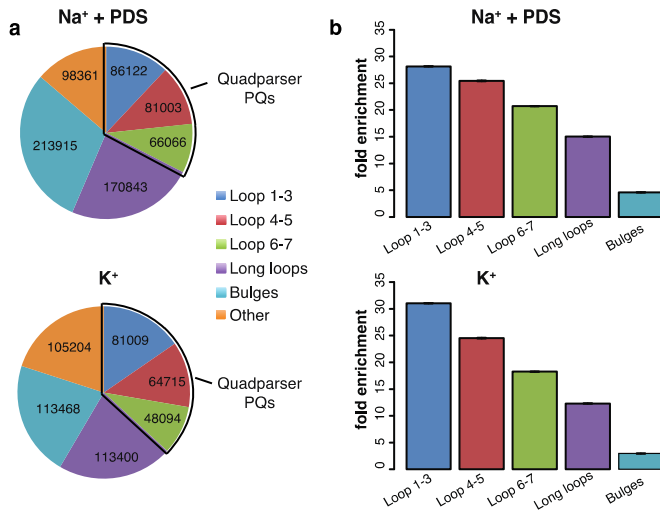 a
Na⁺ + PDS
86122
81003
66066
170843
213915
98361
Quadparser
PQs
Loop 1-3
Loop 4-5
Loop 6-7
Long loops
Bulges
Other
K⁺
81009
64715
48094
113400
113468
105204
Quadparser
PQs
b
Na⁺ + PDS
fold enrichment
35
30
25
20
15
10
5
0
Loop 1-3
Loop 4-5
Loop 6-7
Long loops
Bulges
K⁺
fold enrichment
35
30
25
20
15
10
5
0
Loop 1-3
Loop 4-5
Loop 6-7
Long loops
Bulges